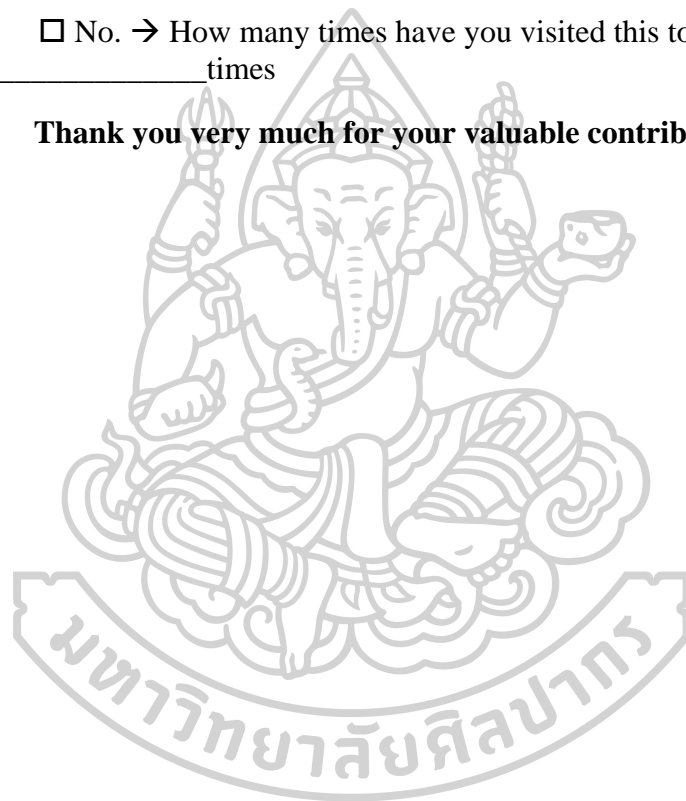 ☐ No. → How many times have you visited this to
_____________times
Thank you very much for your valuable contrib
มหาวิทยาลัยศิลปากร